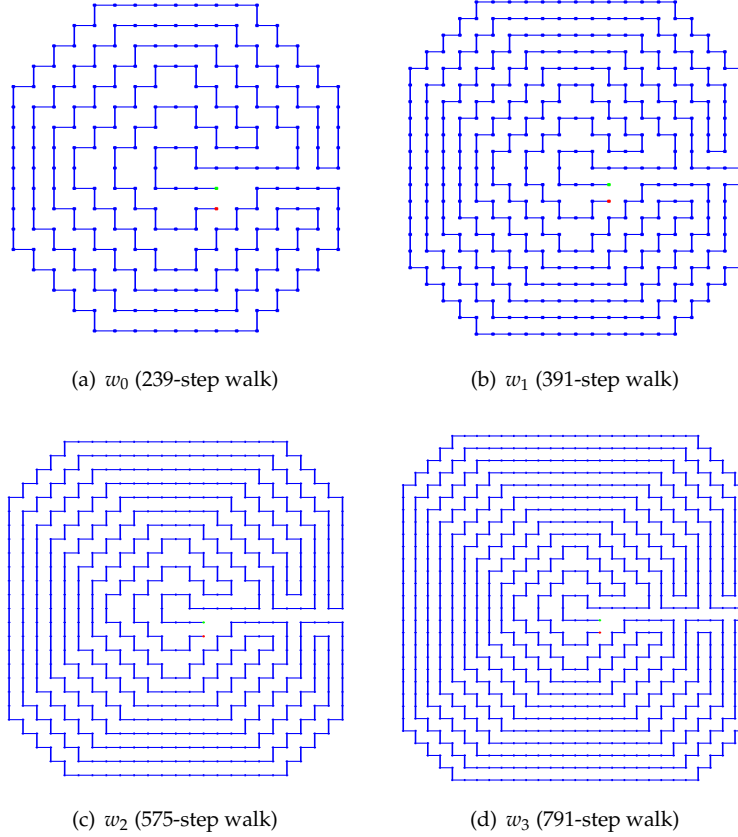 (a) w₀ (239-step walk)
(b) w₁ (391-step walk)
(c) w₂ (575-step walk)
(d) w₃ (791-step walk)